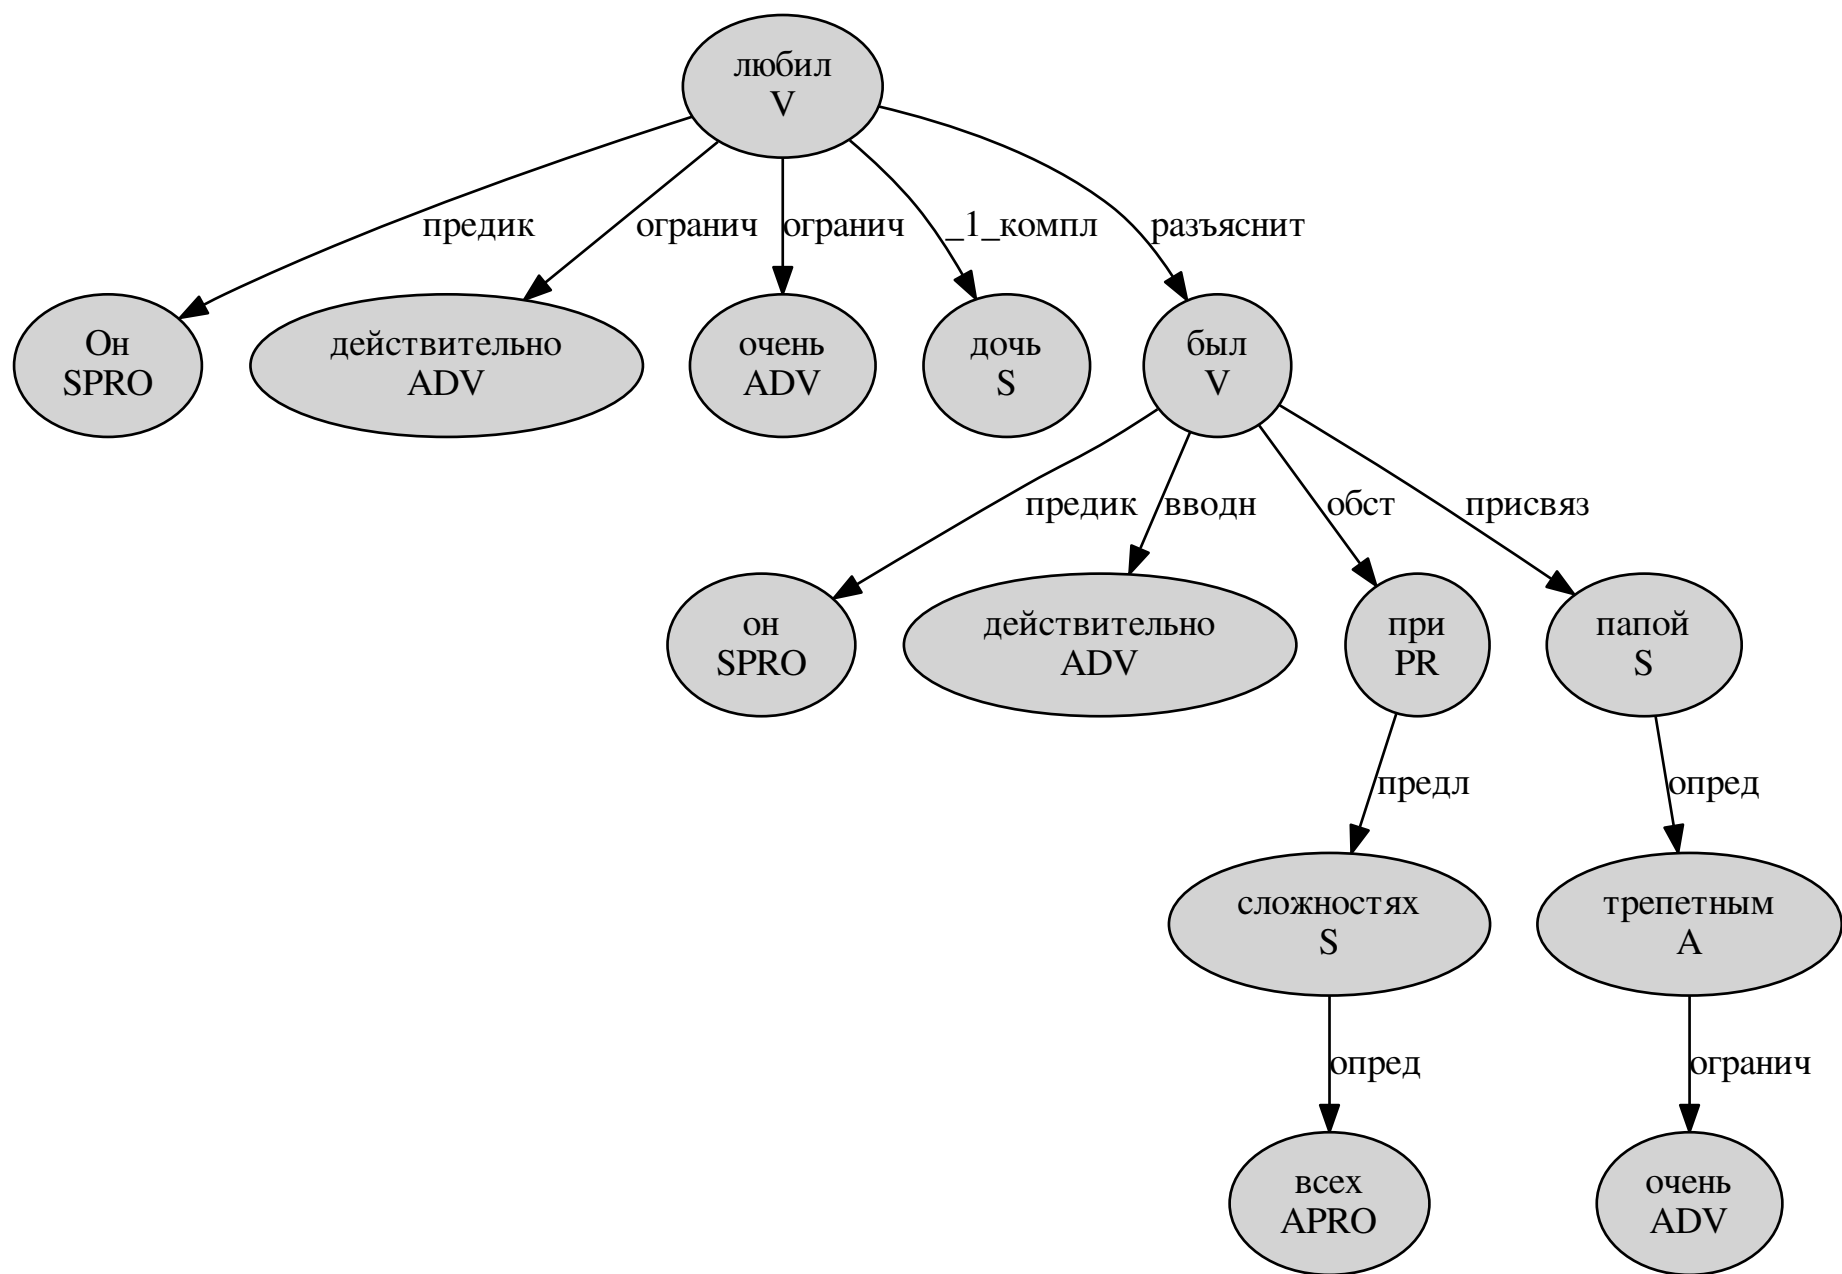 любил
V
предик
огранич
огранич
_1_компл
разъяснит
Он
SPRO
действительно
ADV
очень
ADV
дочь
S
был
V
предик
вводн
обст
присвяз
он
SPRO
действительно
ADV
при
PR
папой
S
предл
опред
сложностях
S
трепетным
A
опред
огранич
всех
APRO
очень
ADV